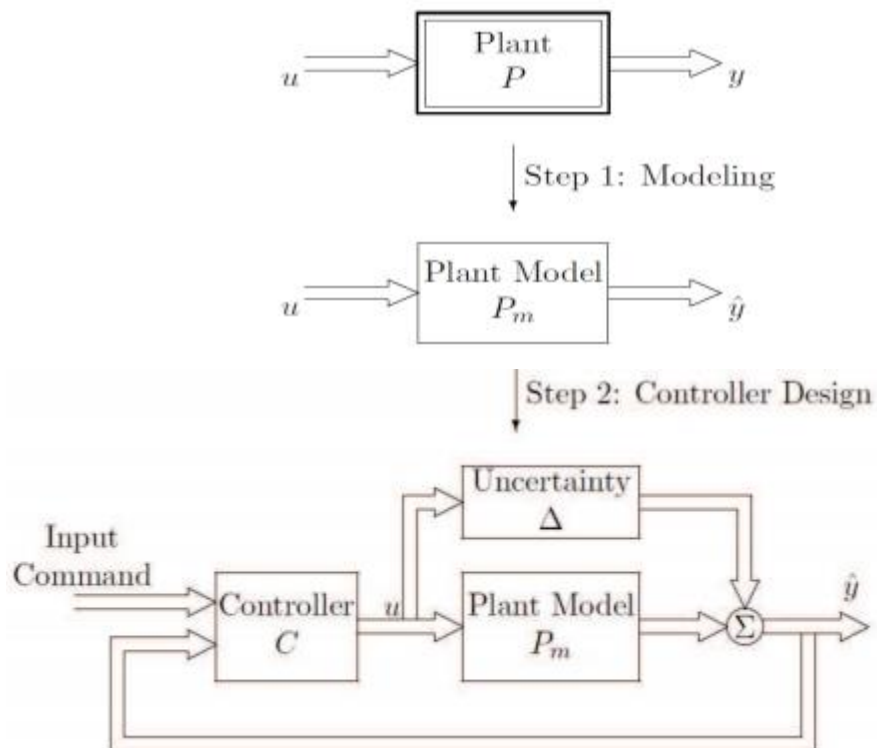 Plant
P
u
y
Step 1: Modeling
Plant Model
P_m
u
ŷ
Step 2: Controller Design
Uncertainty
Δ
Input
Command
Controller
C
u
Plant Model
P_m
Σ
ŷ